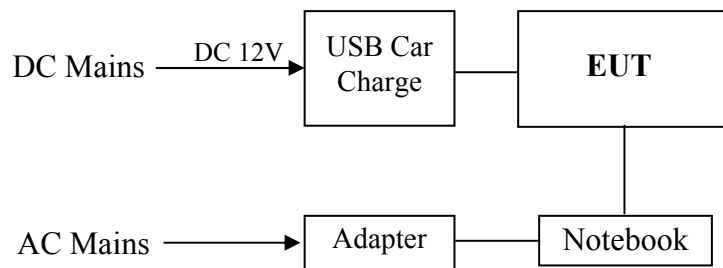 DC Mains
DC 12V
USB Car
Charge
EUT
AC Mains
Adapter
Notebook